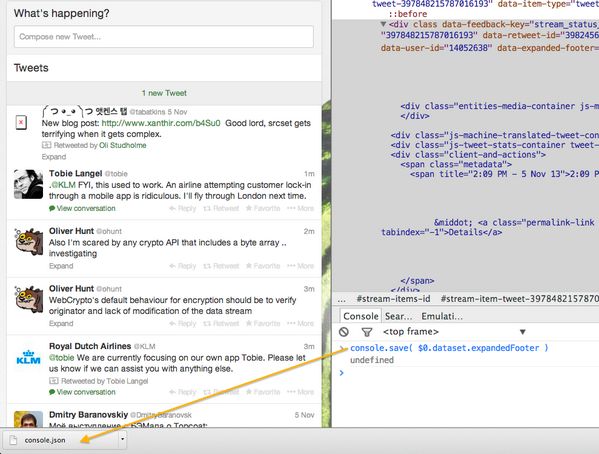 What's happening?
Compose new Tweet...
Tweets
1 new Tweet
@tabatkins 5 Nov
New blog post: http://www.xanthir.com/b4Su0 Good lord, srcset gets
terrifying when it gets complex.
Retweeted by Oli Studholme
Expand
Tobie Langel @tobie 1m
.@KLM FYI, this used to work. An airline attempting customer lock-in
through a mobile app is ridiculous. I'll fly through London next time.
View conversation Reply Retweet Favorite More
Oliver Hunt @ohunt 2m
Also I'm scared by any crypto API that includes a byte array ..
investigating
Expand Reply Retweet Favorite More
Oliver Hunt @ohunt 3m
WebCrypto's default behaviour for encryption should be to verify
originator and lack of modification of the data stream
Expand Reply Retweet Favorite More
Royal Dutch Airlines @KLM 3m
@tobie We are currently focusing on our own app Tobie. Please let
us know if we can assist you with anything else.
Retweeted by Tobie Langel
View conversation Reply Retweet Favorite More
KLM
Dmitry Baranovskiy @DmitryBaranovsk 5 Nov
Моё выступление с БЭМапа о Topcoat:
console.json
tweet-397848215787016193" data-item-type="tweet
::before
<div class data-feedback-key="stream_status_
"397848215787016193" data-retweet-id="3982456
data-user-id="14052638" data-expanded-footer=
<div class="entities-media-container js-m
</div>
<div class="js-machine-translated-tweet-con
<div class="js-tweet-stats-container tweet-
<div class="client-and-actions">
<span class="metadata">
<span title="2:09 PM - 5 Nov 13">2:09 P
&middot; <a class="permalink-link
tabindex="-1">Details</a>
</span>
</div>
... #stream-items-id #stream-item-tweet-39784821578701
Console Sear... Emulati...
<top frame>
console.save( $0.dataset.expandedFooter )
undefined